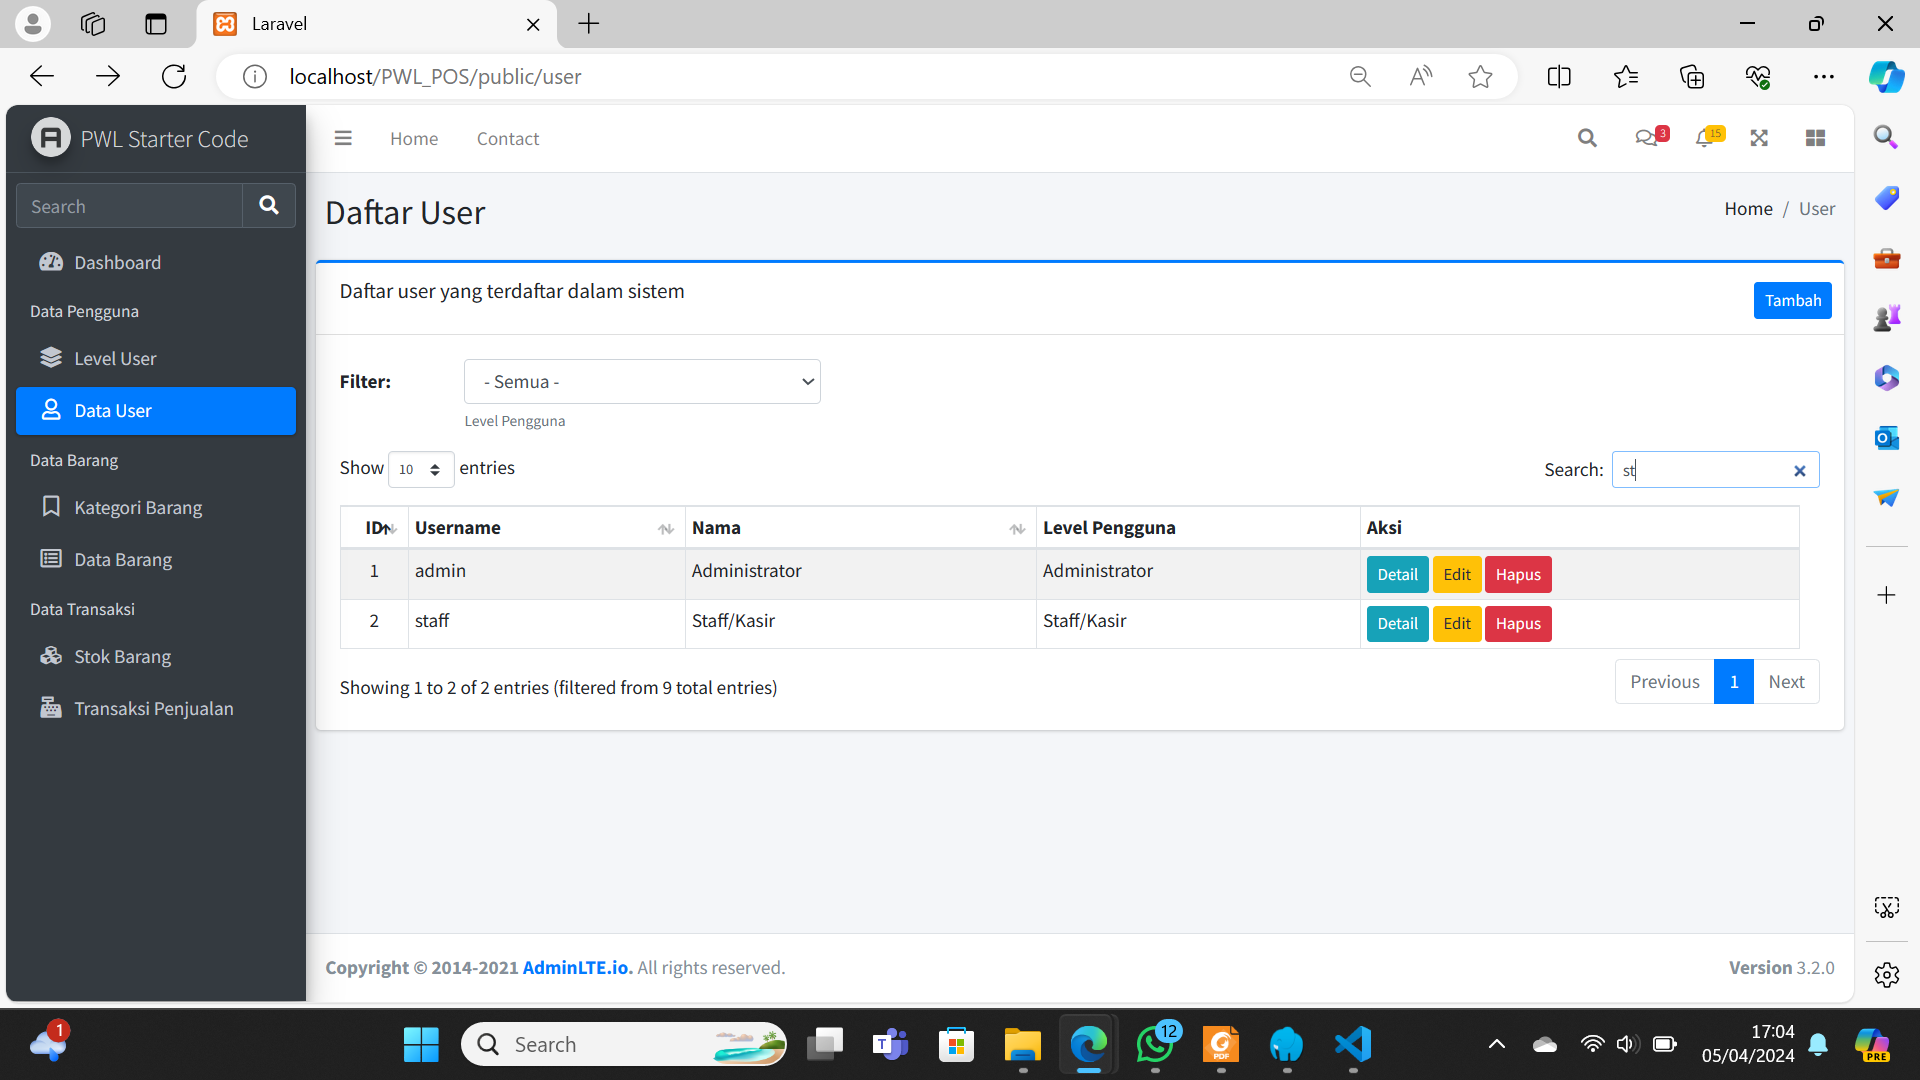 Laravel
localhost/PWL_POS/public/user
PWL Starter Code
Home
Contact
3
15
Search
Daftar User
Home / User
Dashboard
Data Pengguna
Level User
Data User
Data Barang
Kategori Barang
Data Barang
Data Transaksi
Stok Barang
Transaksi Penjualan
Daftar user yang terdaftar dalam sistem
Tambah
Filter:
- Semua -
Level Pengguna
Show 10 entries
Search: st
ID Username Nama Level Pengguna Aksi
1 admin Administrator Administrator Detail Edit Hapus
2 staff Staff/Kasir Staff/Kasir Detail Edit Hapus
Showing 1 to 2 of 2 entries (filtered from 9 total entries)
Previous 1 Next
Copyright © 2014-2021 AdminLTE.io. All rights reserved.
Version 3.2.0
1
Search
T
12
PDF
17:04
05/04/2024
PRE